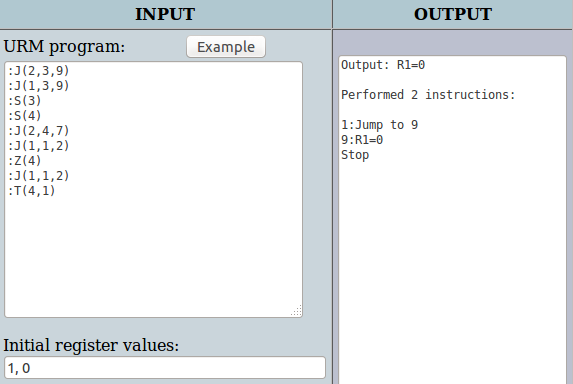 INPUT
URM program:
Example
:J(2,3,9)
:J(1,3,9)
:S(3)
:S(4)
:J(2,4,7)
:J(1,1,2)
:Z(4)
:J(1,1,2)
:T(4,1)
Initial register values:
1, 0
OUTPUT
Output: R1=0
Performed 2 instructions:
1:Jump to 9
9:R1=0
Stop